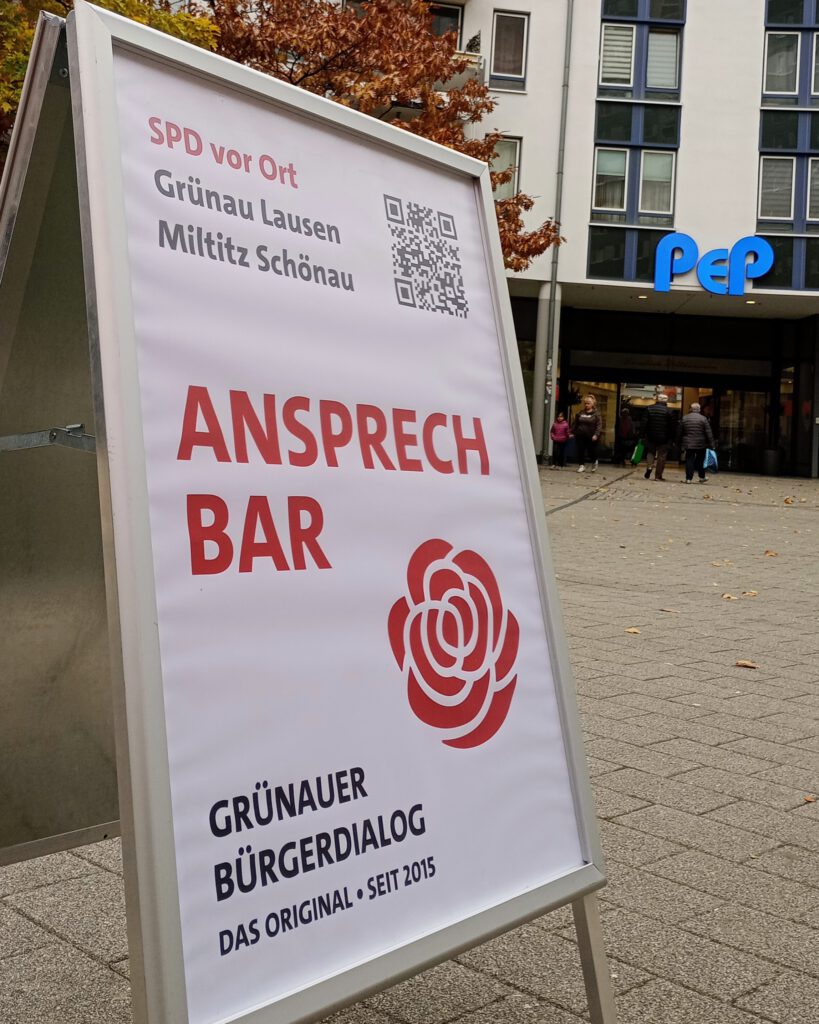 SPD vor Ort
Grünau Lausen
Miltitz Schönau
ANSPRECH
BAR
GRÜNAUER
BÜRGERDIALOG
DAS ORIGINAL • SEIT 2015
PEP